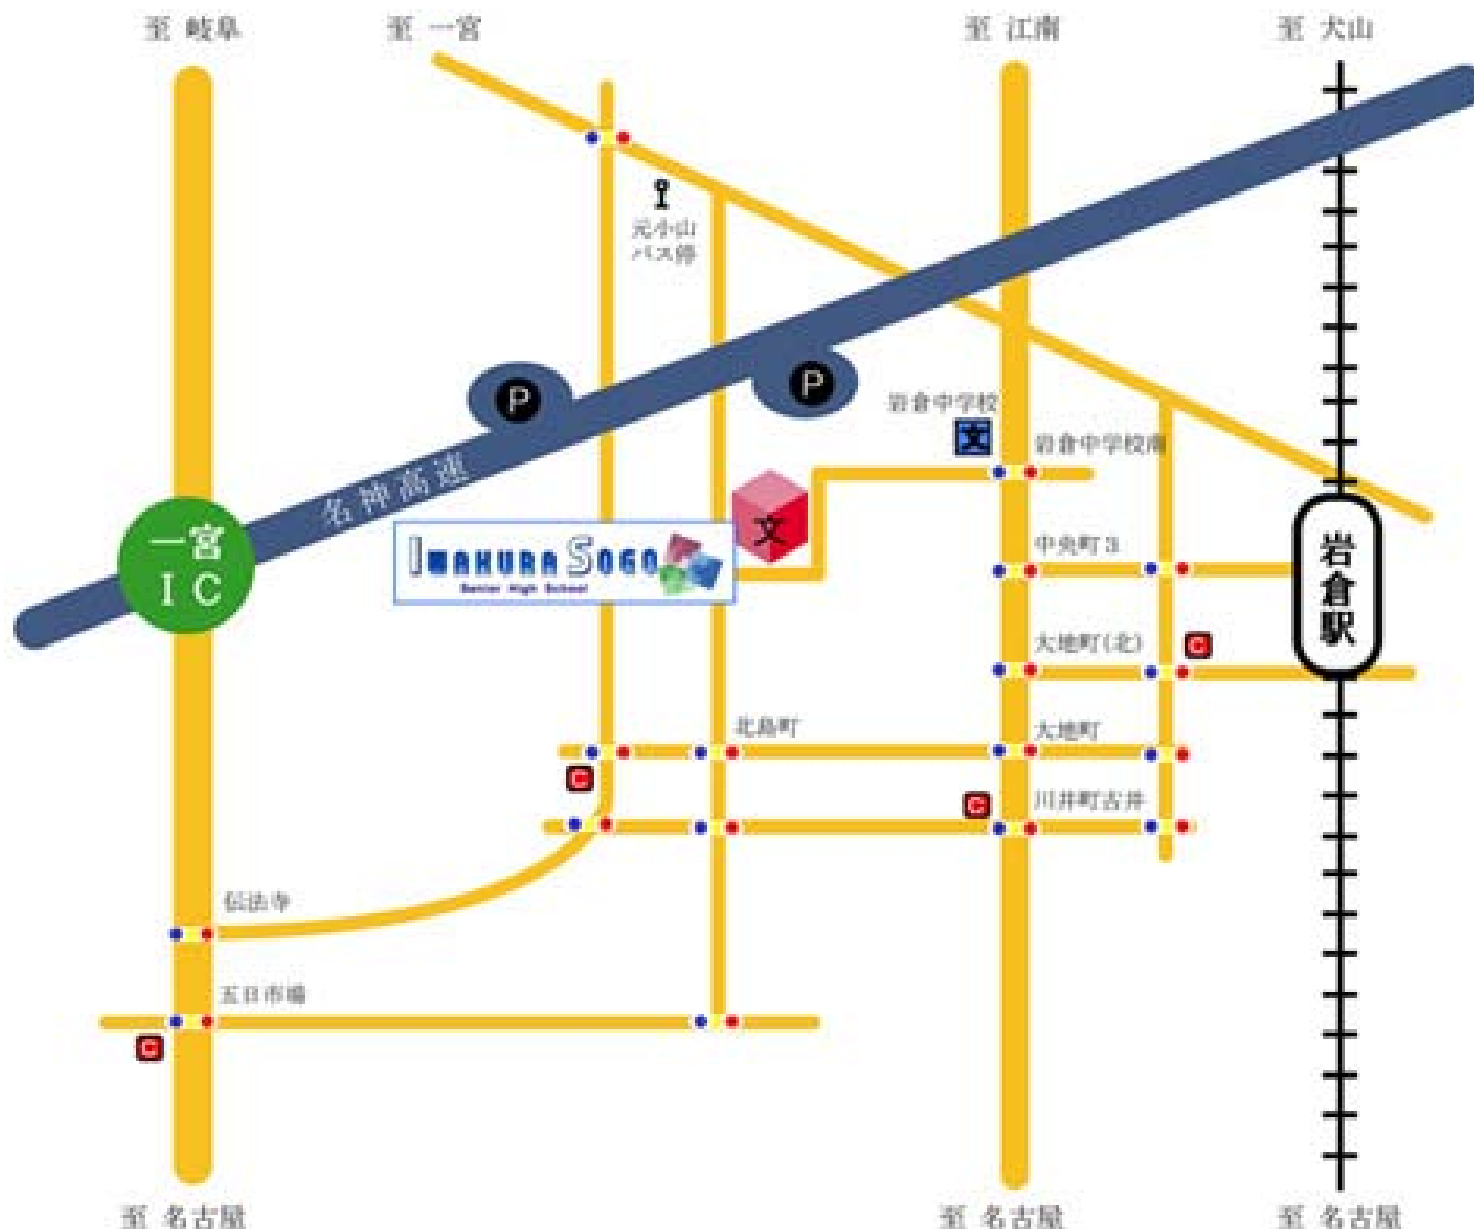 至 岐阜
至 一宮
至 江南
至 犬山
元小山
バス停
P
P
岩倉中学校
文
岩倉中学校南
名神高速
一宮
IC
文
IWAKURA SOGO
Senior High School
中央町3
岩倉駅
大地町(北)
C
北島町
大地町
C
C
川井町古井
伝法寺
五日市場
C
至 名古屋
至 名古屋
至 名古屋